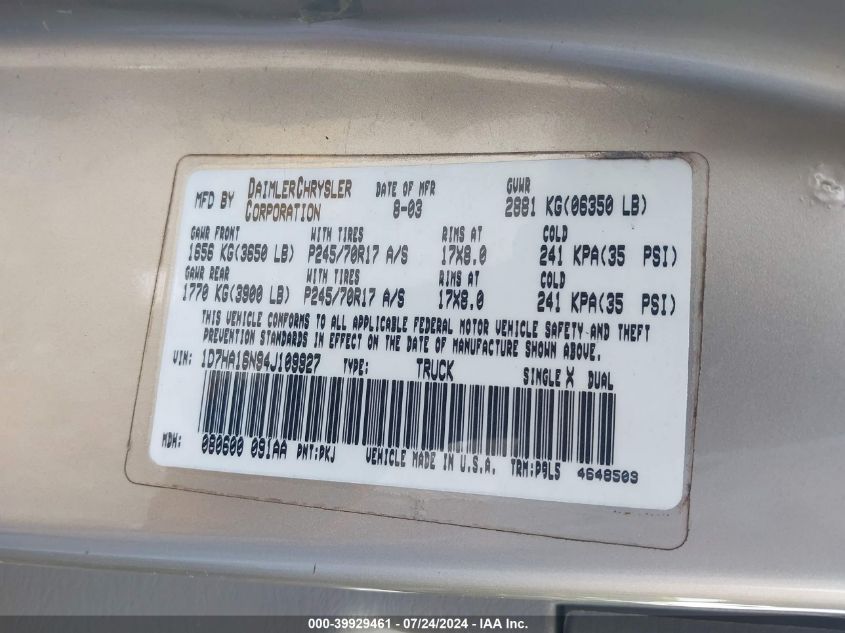 MFD BY DAIMLERCHRYSLER CORPORATION DATE OF MFR 8-03 GVWR 2881 KG(06350 LB)
GAWR FRONT WITH TIRES RIMS AT COLD
1656 KG(3650 LB) P245/70R17 A/S 17X8.0 241 KPA(35 PSI)
GAWR REAR WITH TIRES RIMS AT COLD
1770 KG(3900 LB) P245/70R17 A/S 17X8.0 241 KPA(35 PSI)
THIS VEHICLE CONFORMS TO ALL APPLICABLE FEDERAL MOTOR VEHICLE SAFETY AND THEFT
PREVENTION STANDARDS IN EFFECT ON THE DATE OF MANUFACTURE SHOWN ABOVE.
VIN: 1D7HA16N94J109927 TYPE: TRUCK SINGLE X DUAL
MDH: 080600 091AA PNT:PKJ VEHICLE MADE IN U.S.A. TRM:P9L5 4648503
000-39929461 - 07/24/2024 - IAA Inc.